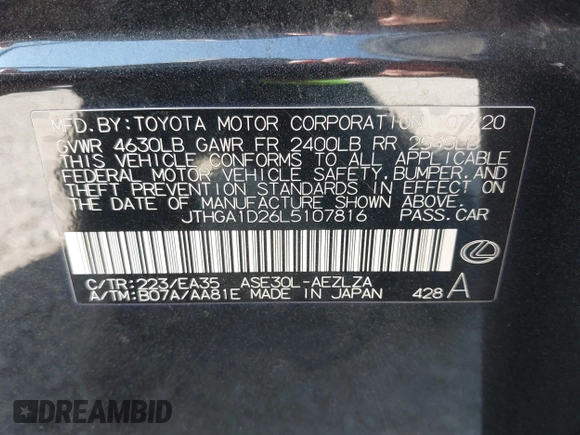 MFD. BY: TOYOTA MOTOR CORPORATION 07/20
GVWR 4630LB GAWR FR 2400LB RR
THIS VEHICLE CONFORMS TO ALL APPLICABLE
FEDERAL MOTOR VEHICLE SAFETY, BUMPER, AND
THEFT PREVENTION STANDARDS IN EFFECT ON
THE DATE OF MANUFACTURE SHOWN ABOVE.
JTHGA1D26L5107816 PASS. CAR
C/TR: 223/EA35 ASE30L-AEZLZA
A/TM: B07A/AA81E MADE IN JAPAN 428 A
DREAMBID